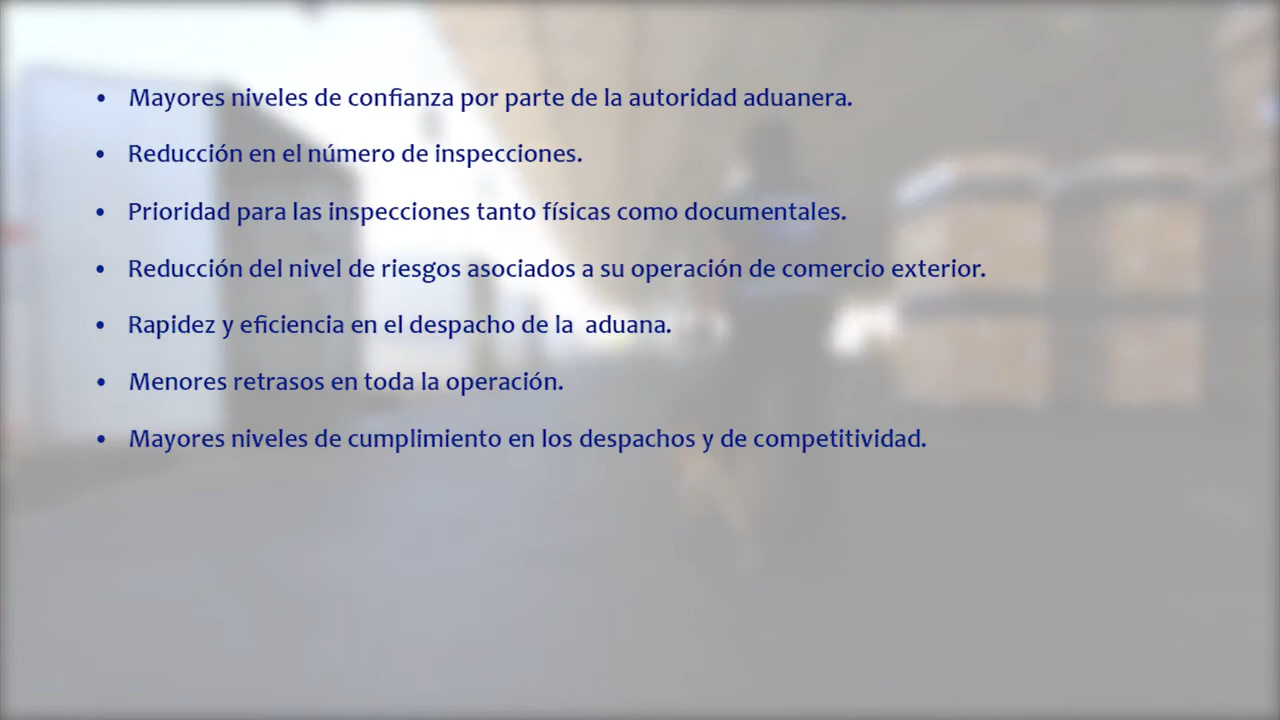 • Mayores niveles de confianza por parte de la autoridad aduanera.
• Reducción en el número de inspecciones.
• Prioridad para las inspecciones tanto físicas como documentales.
• Reducción del nivel de riesgos asociados a su operación de comercio exterior.
• Rapidez y eficiencia en el despacho de la  aduana.
• Menores retrasos en toda la operación.
• Mayores niveles de cumplimiento en los despachos y de competitividad.